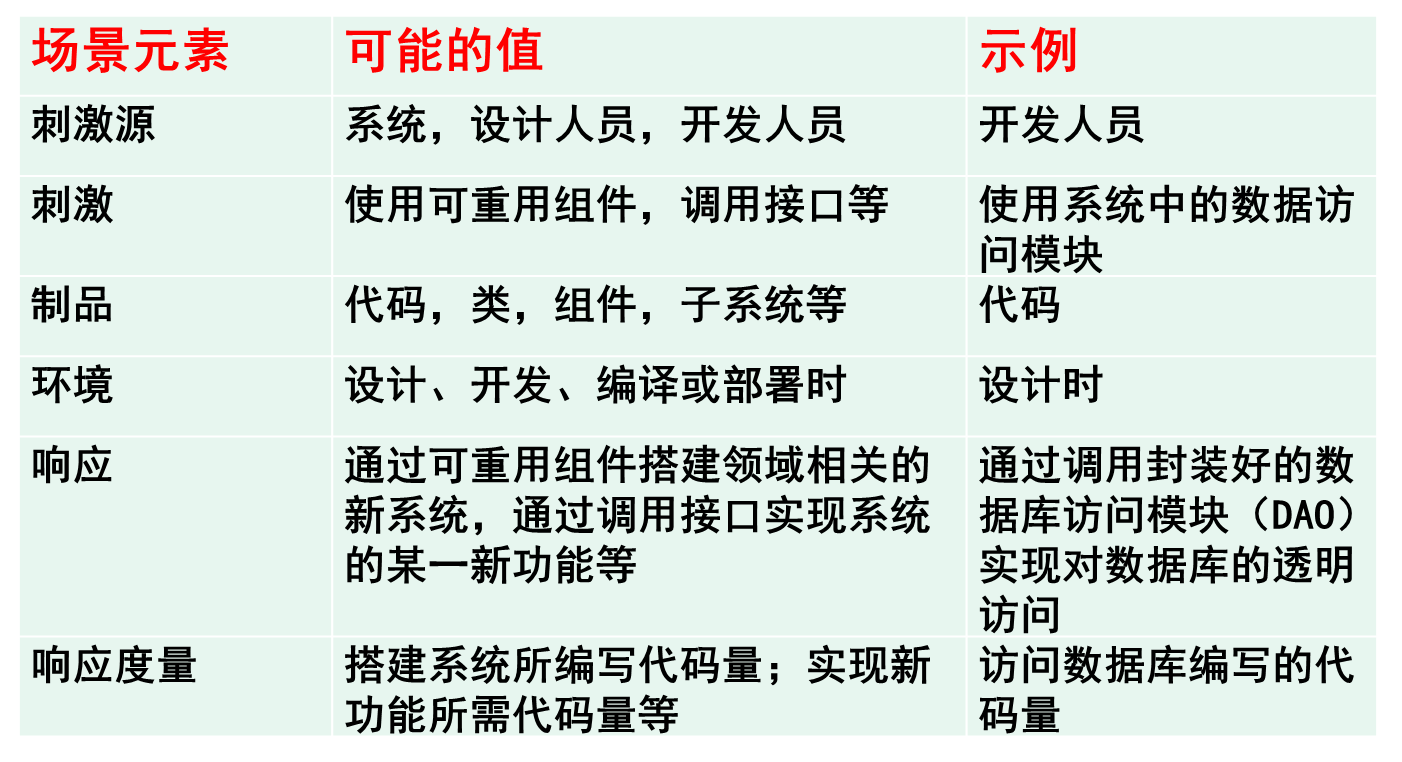 场景元素
可能的值
示例
刺激源
系统，设计人员，开发人员
开发人员
刺激
使用可重用组件，调用接口等
使用系统中的数据访
问模块
制品
代码，类，组件，子系统等
代码
环境
设计、开发、编译或部署时
设计时
响应
通过可重用组件搭建领域相关的
新系统，通过调用接口实现系统
的某一新功能等
通过调用封装好的数
据库访问模块（DAO）
实现对数据库的透明
访问
响应度量
搭建系统所编写代码量；实现新
功能所需代码量等
访问数据库编写的代
码量